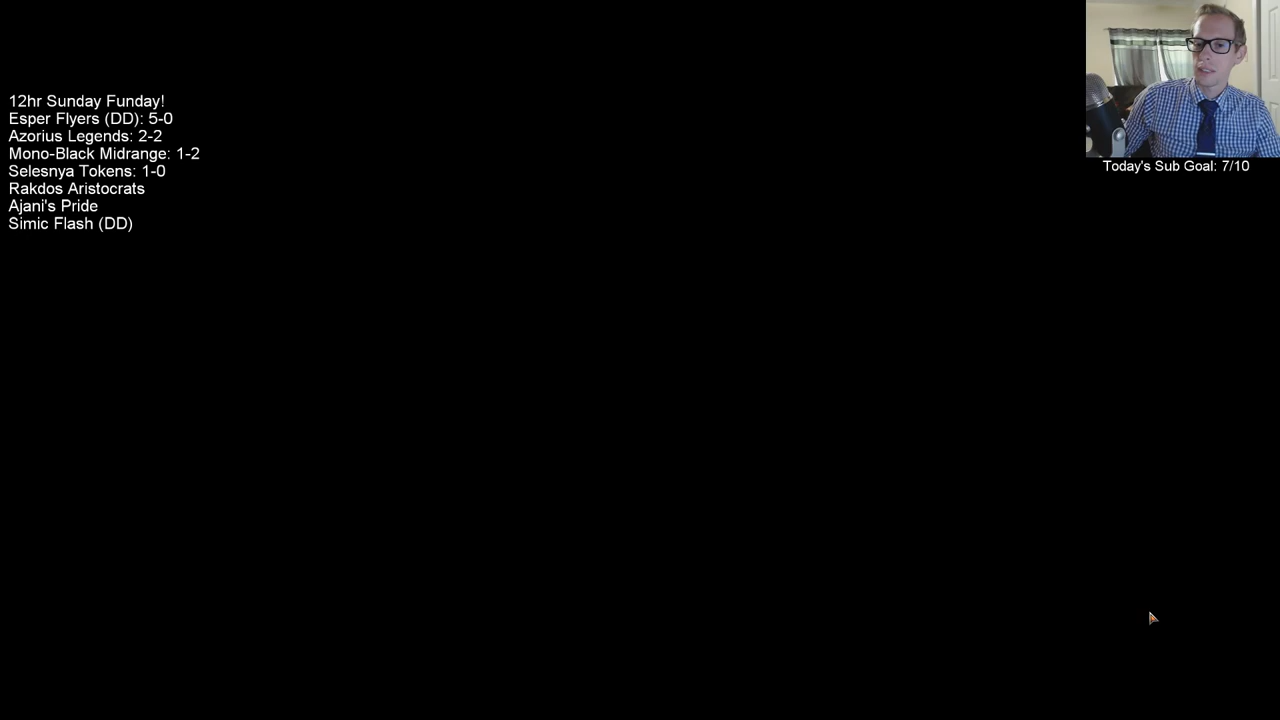 12hr Sunday Funday!
Esper Flyers (DD): 5-0
Azorius Legends: 2-2
Mono-Black Midrange: 1-2
Selesnya Tokens: 1-0
Rakdos Aristocrats
Ajani's Pride
Simic Flash (DD)
Today's Sub Goal: 7/10